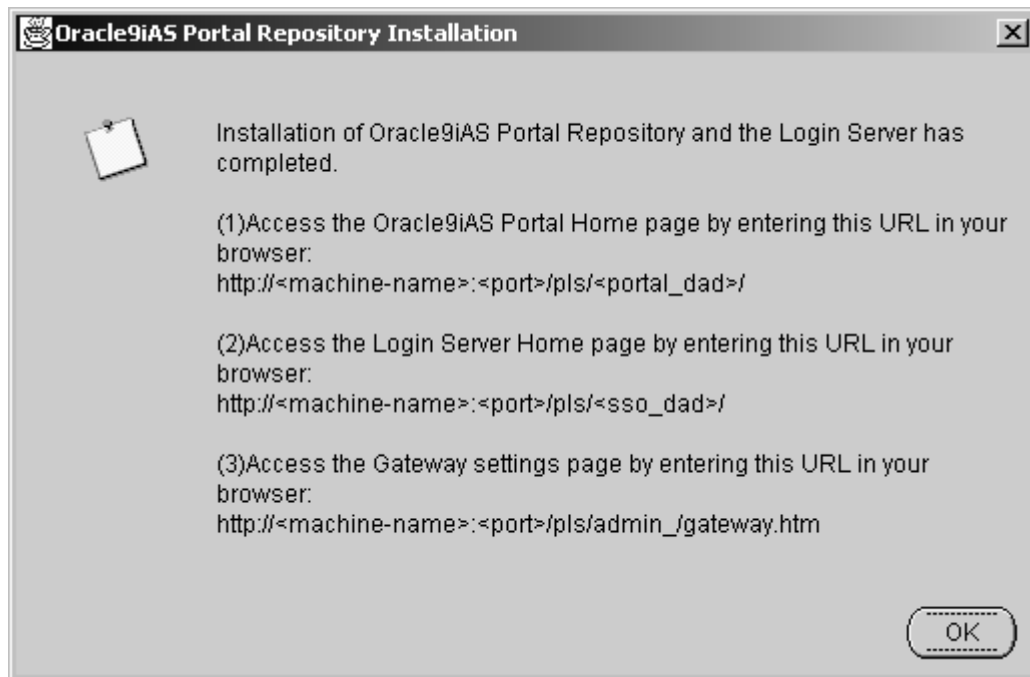 Oracle9iAS Portal Repository Installation
Installation of Oracle9iAS Portal Repository and the Login Server has
completed.
(1)Access the Oracle9iAS Portal Home page by entering this URL in your
browser:
http://<machine-name>:<port>/pls/<portal_dad>/
(2)Access the Login Server Home page by entering this URL in your
browser:
http://<machine-name>:<port>/pls/<sso_dad>/
(3)Access the Gateway settings page by entering this URL in your
browser:
http://<machine-name>:<port>/pls/admin_/gateway.htm
OK